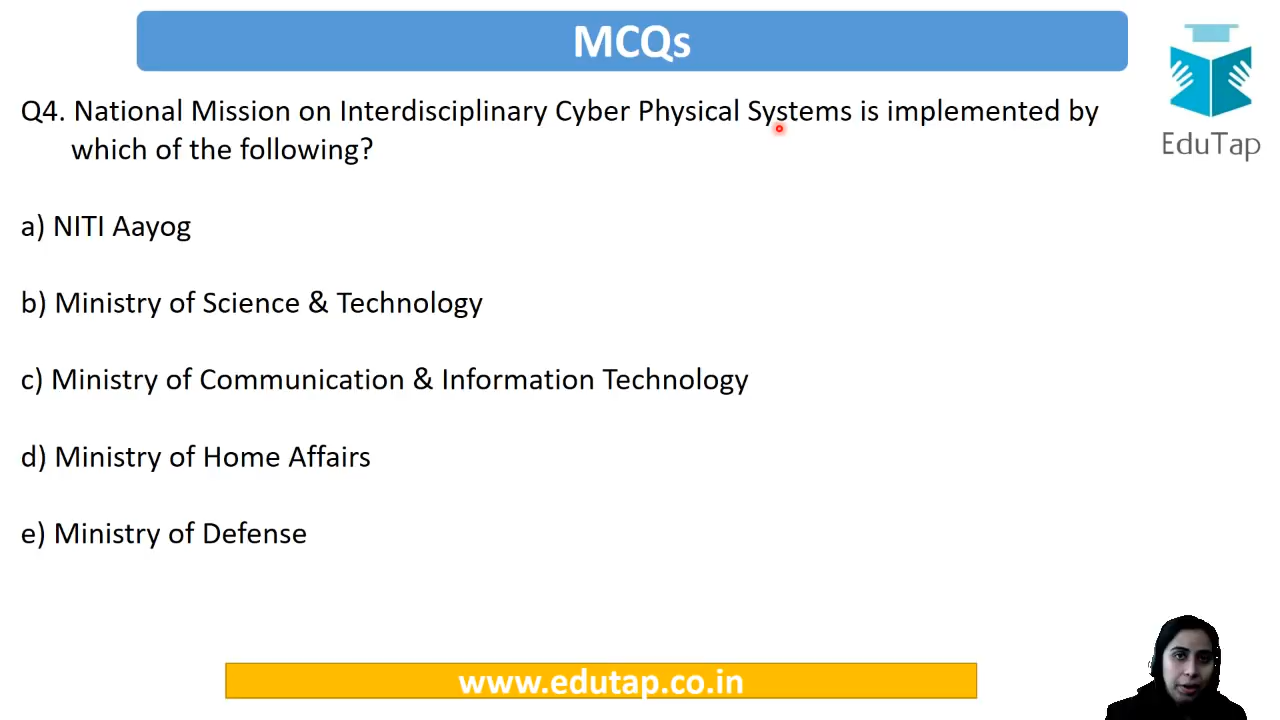 MCQs
EduTap
Q4. National Mission on Interdisciplinary Cyber Physical Systems is implemented by
which of the following?
a) NITI Aayog
b) Ministry of Science & Technology
c) Ministry of Communication & Information Technology
d) Ministry of Home Affairs
e) Ministry of Defense
www.edutap.co.in